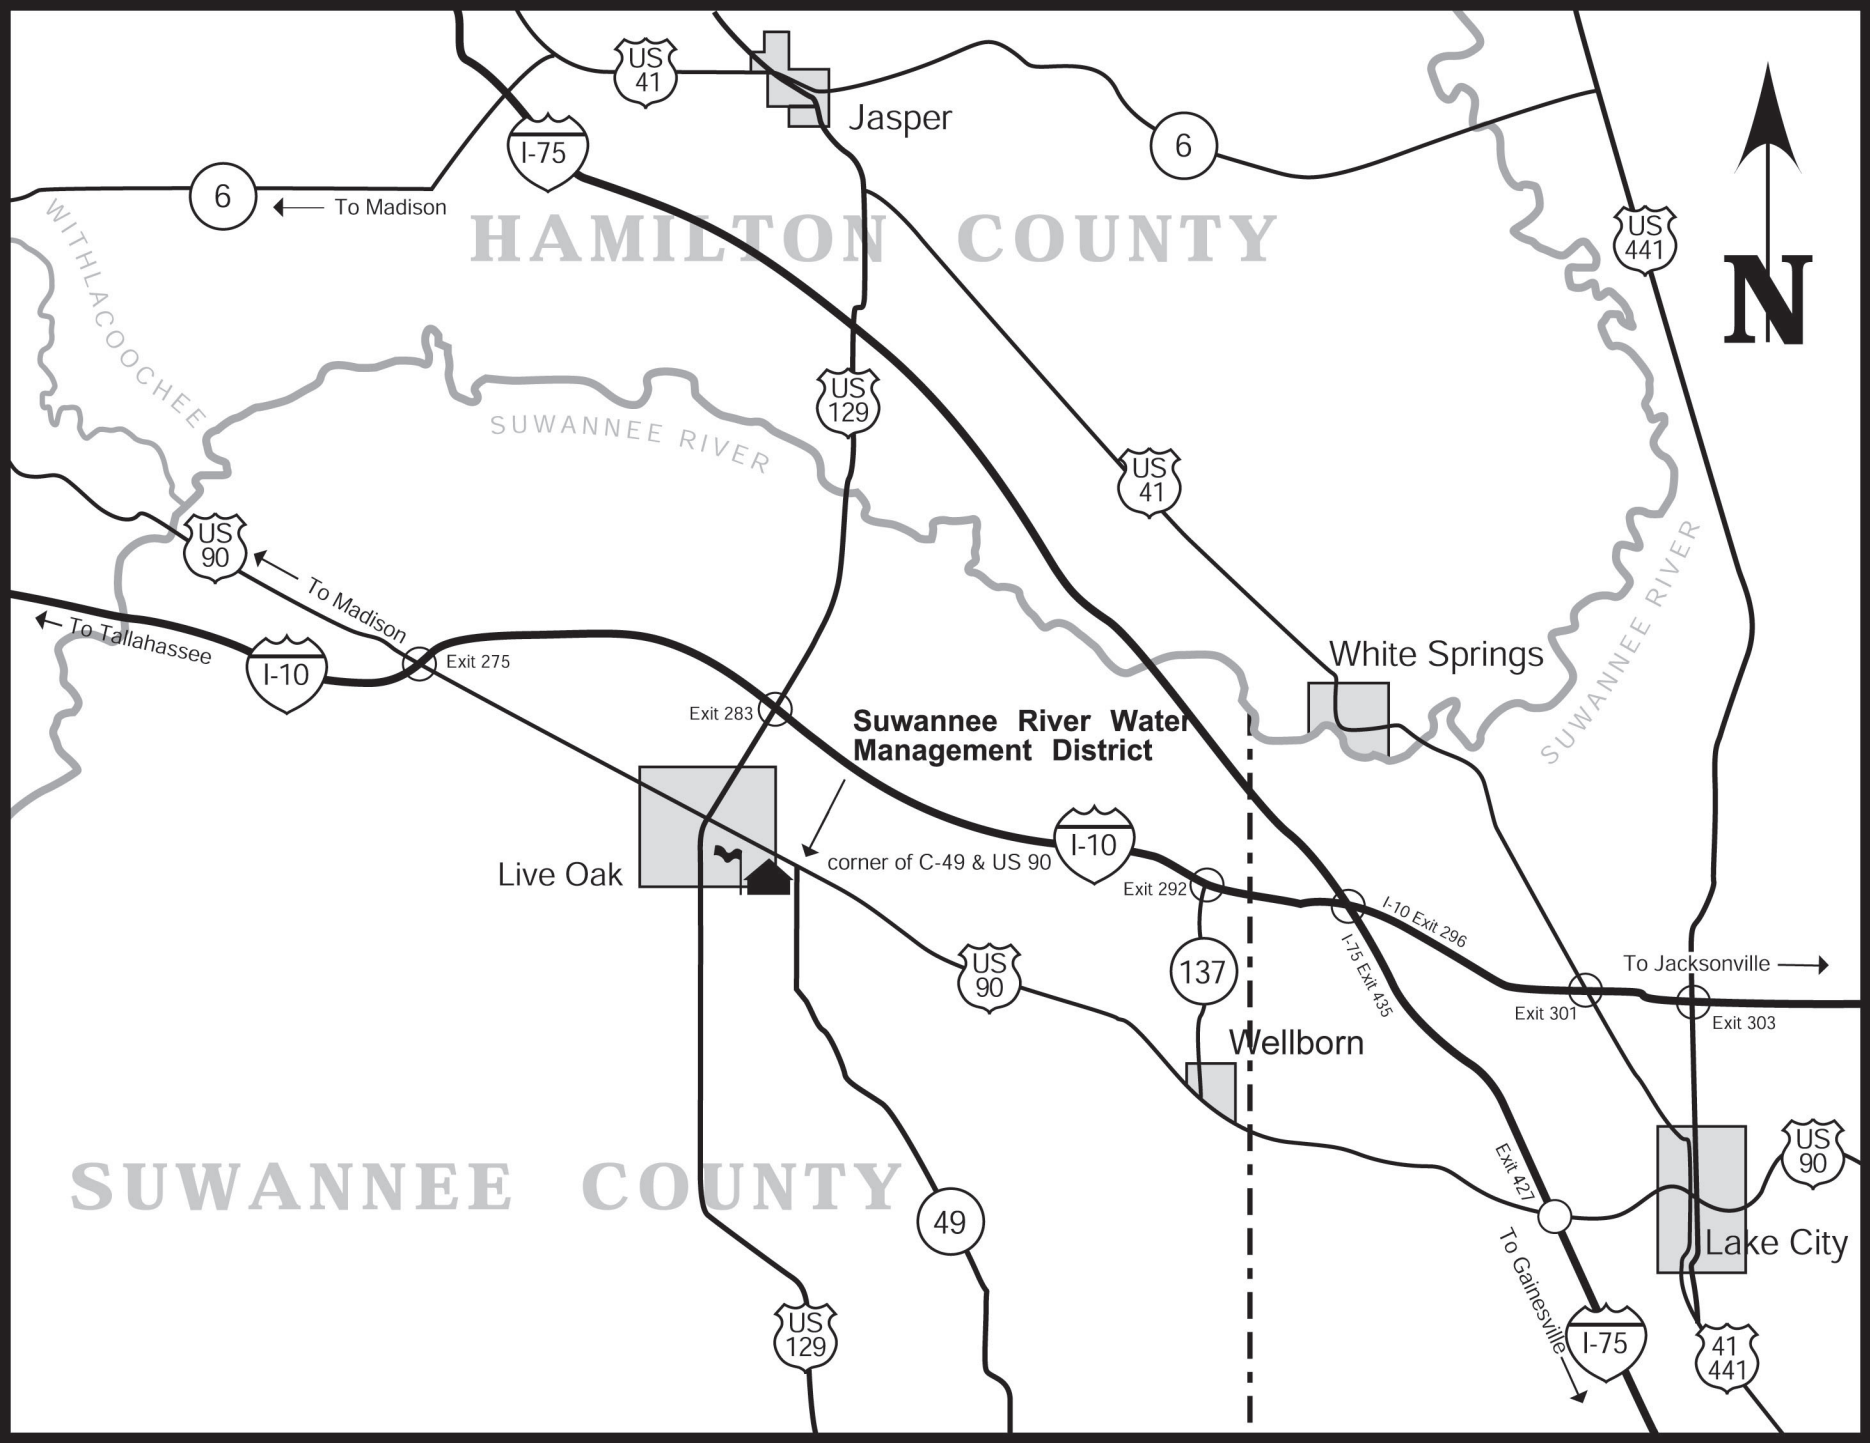 US
41
Jasper
6
I-75
6
To Madison
US
441
HAMILTON COUNTY
WITHLACOOCHEE
N
US
129
SUWANNEE RIVER
US
41
US
90
To Madison
SUWANNEE RIVER
To Tallahassee
I-10
Exit 275
White Springs
Exit 283
Suwannee River Water
Management District
I-10
Live Oak
corner of C-49 & US 90
Exit 292
I-10 Exit 296
I-75 Exit 435
US
90
137
To Jacksonville
Exit 301
Exit 303
Wellborn
US
90
SUWANNEE COUNTY
Exit 427
49
Lake City
To Gainesville
US
129
I-75
41
441